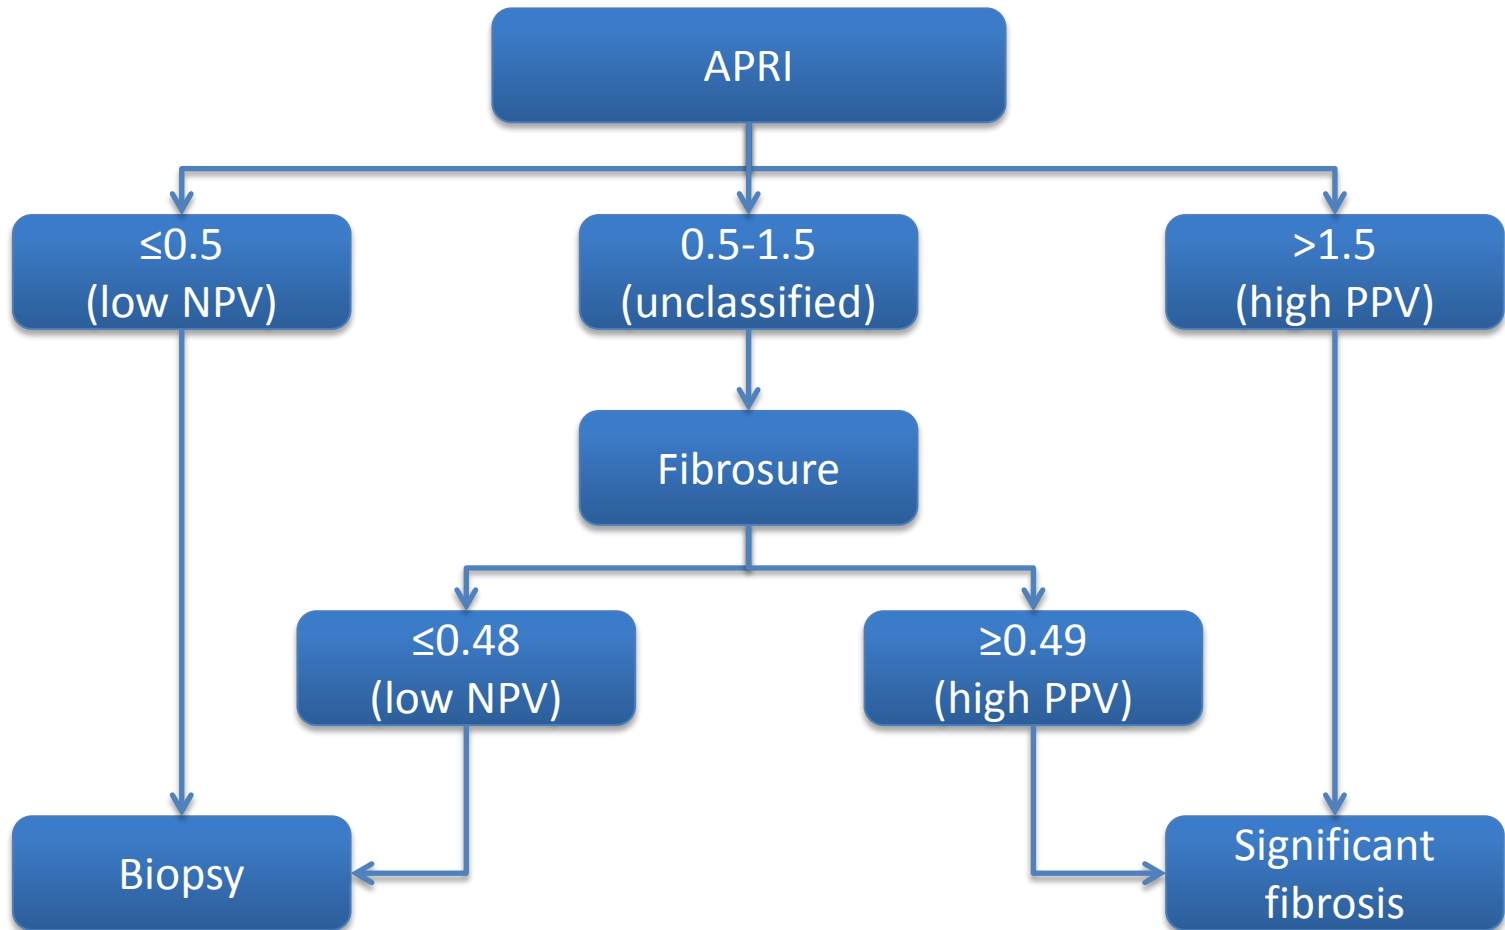 APRI
≤0.5
(low NPV)
0.5-1.5
(unclassified)
>1.5
(high PPV)
Fibrosure
≤0.48
(low NPV)
≥0.49
(high PPV)
Biopsy
Significant
fibrosis